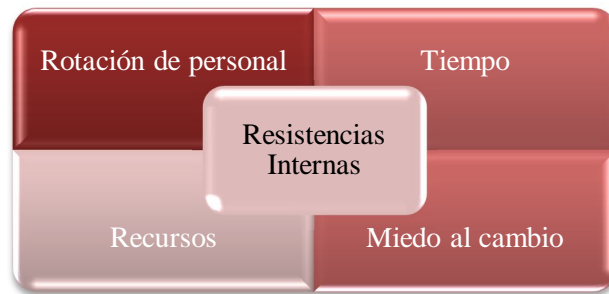 Rotación de personal
Tiempo
Resistencias
Internas
Recursos
Miedo al cambio